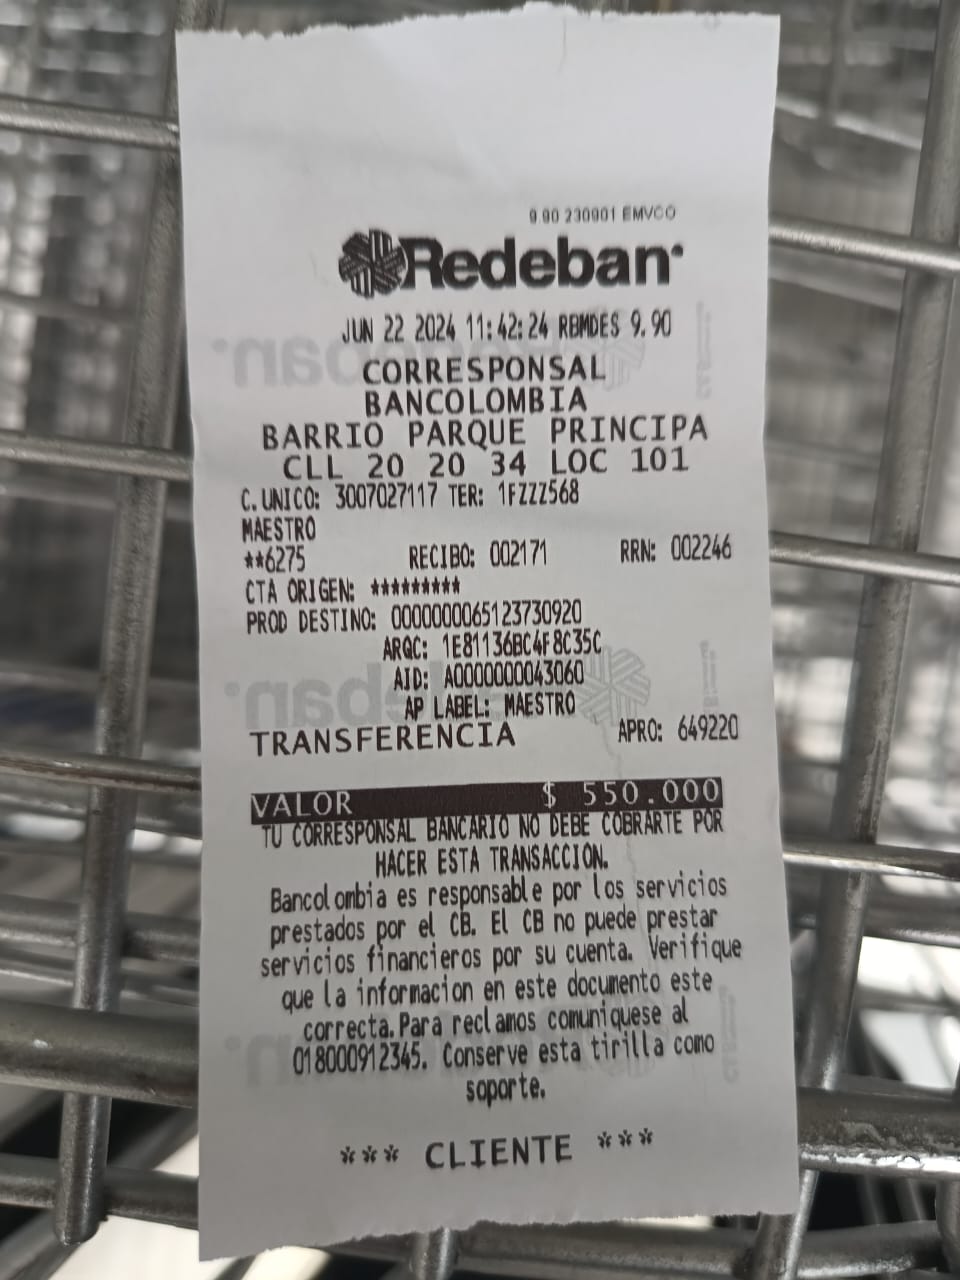 9.90 230901 EMVCO
Redeban
JUN 22 2024 11:42:24 RBMDES 9.90
CORRESPONSAL
BANCOLOMBIA
BARRIO PARQUE PRINCIPA
CLL 20 20 34 LOC 101
C. UNICO: 3007027117 TER: 1FZZZ568
MAESTRO
**6275 RECIBO: 002171 RRN: 002246
CTA ORIGEN: *********
PROD DESTINO: 0000000065123730920
ARQC: 1E81136BC4F8C35C
AID: A0000000043060
AP LABEL: MAESTRO
TRANSFERENCIA APRO: 649220
VALOR $ 550.000
TU CORRESPONSAL BANCARIO NO DEBE COBRARTE POR
HACER ESTA TRANSACCION.
Bancolombia es responsable por los servicios
prestados por el CB. El CB no puede prestar
servicios financieros por su cuenta. Verifique
que la informacion en este documento este
correcta. Para reclamos comuniquese al
018000912345. Conserve esta tirilla como
soporte.
*** CLIENTE ***